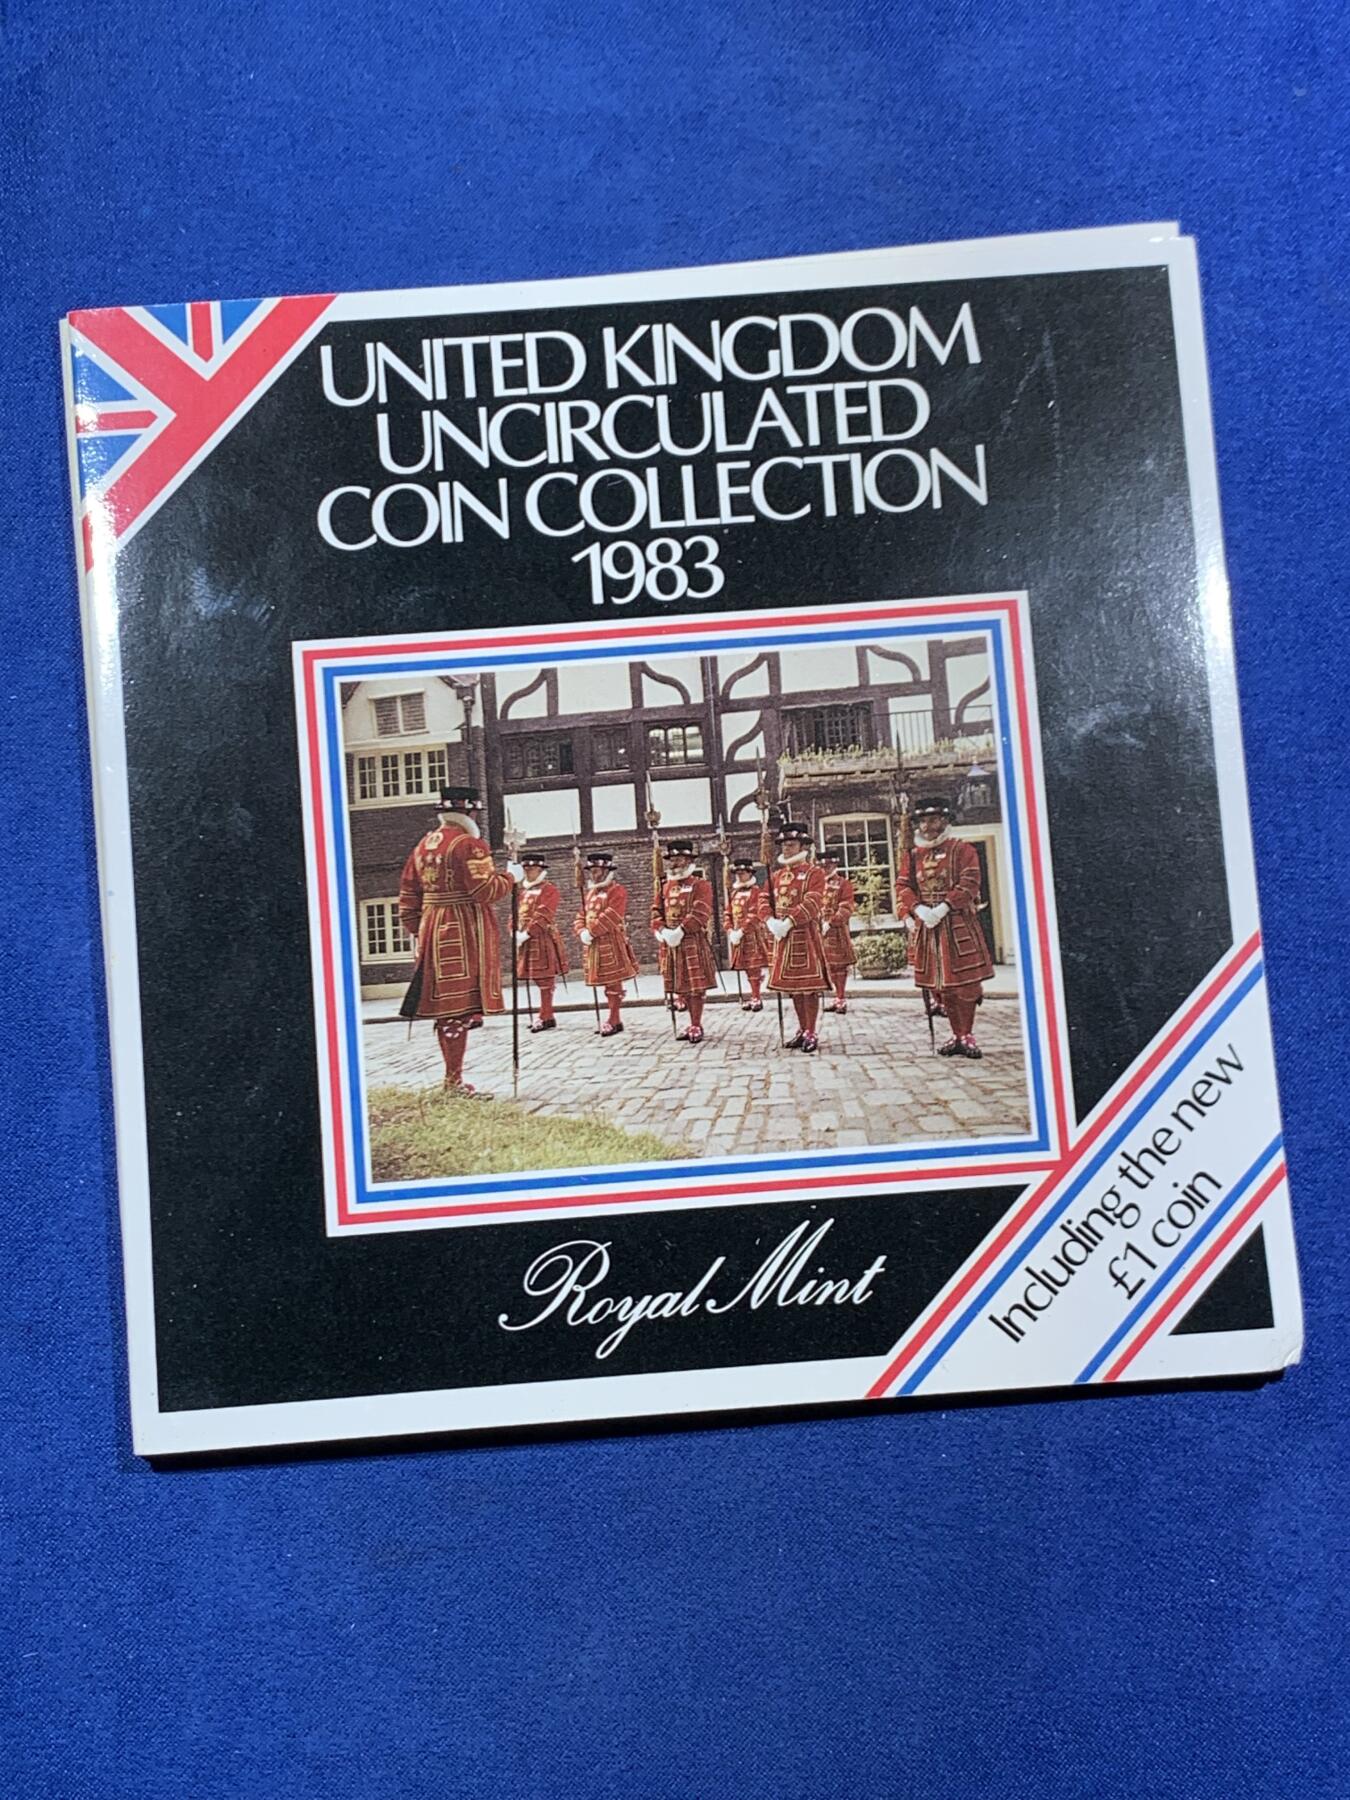 UNITED KINGDOM
UNCIRCULATED
COIN COLLECTION
1983
Royal Mint
Including the new
£1 coin